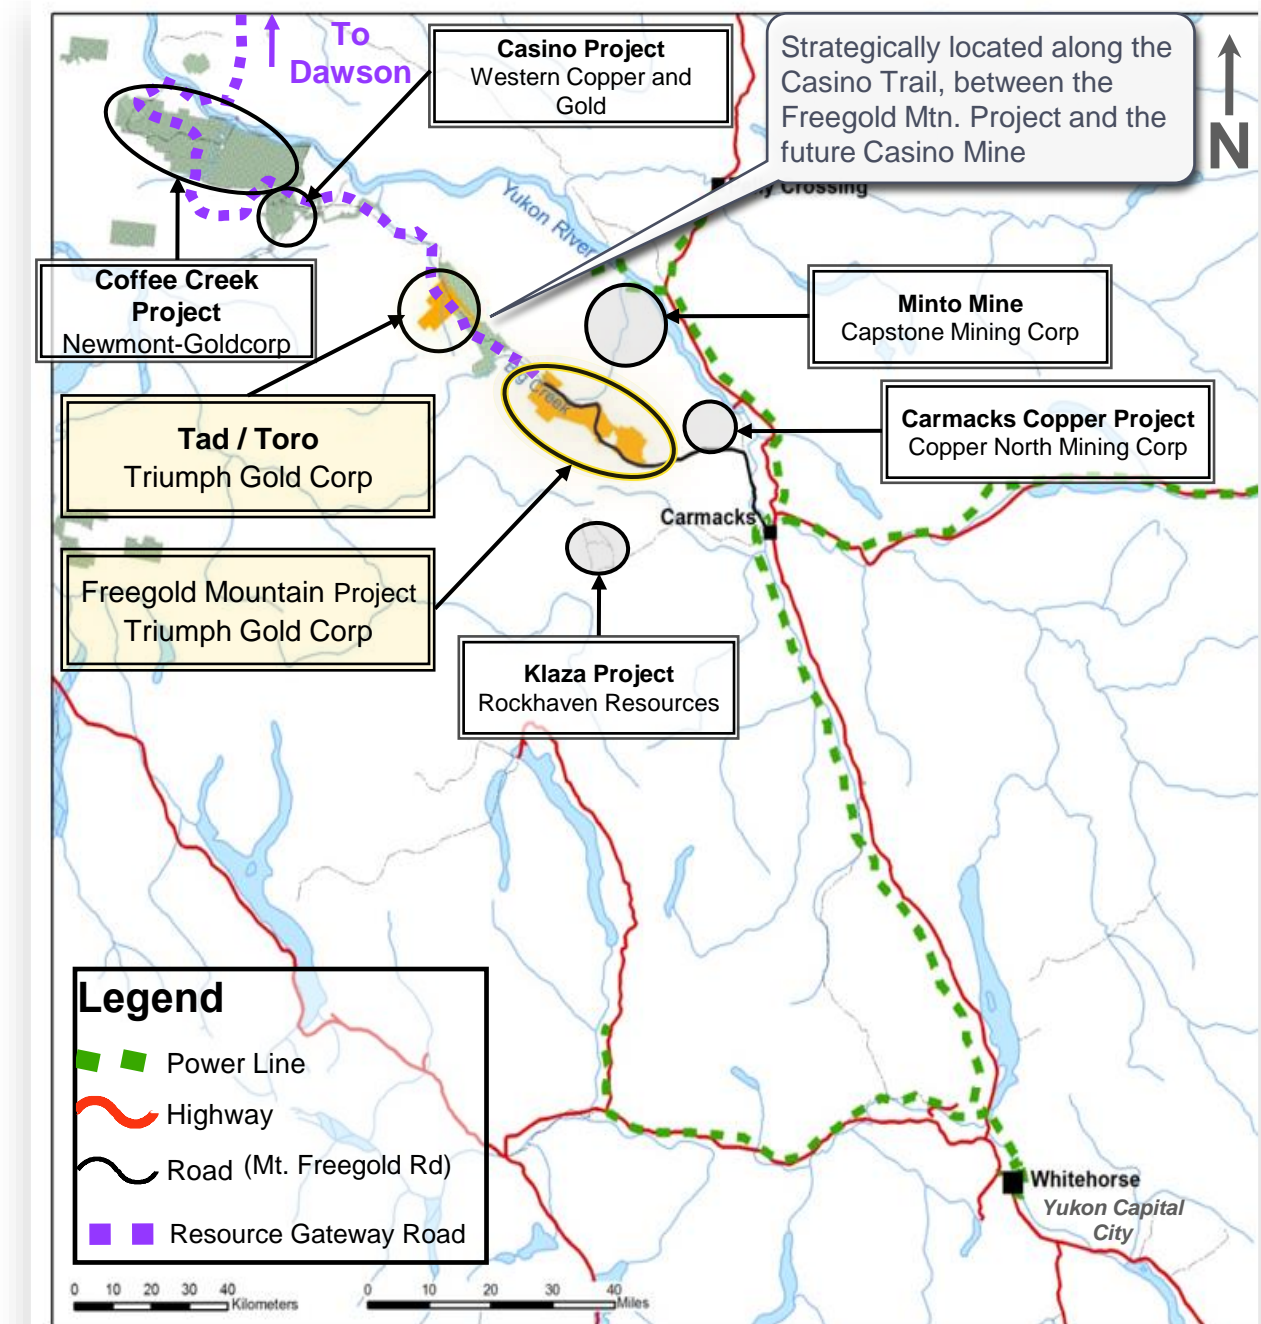 To
Dawson
Casino Project
Western Copper and
Gold
Strategically located along the
Casino Trail, between the
Freegold Mtn. Project and the
future Casino Mine
N
Crossing
Yukon River
Coffee Creek
Project
Newmont-Goldcorp
Minto Mine
Capstone Mining Corp
Big Creek
Tad / Toro
Triumph Gold Corp
Carmacks Copper Project
Copper North Mining Corp
Carmacks
Freegold Mountain Project
Triumph Gold Corp
Klaza Project
Rockhaven Resources
Legend
Power Line
Highway
Road (Mt. Freegold Rd)
Resource Gateway Road
Whitehorse
Yukon Capital
City
0 10 20 30 40
Kilometers
0 10 20 30 40
Miles